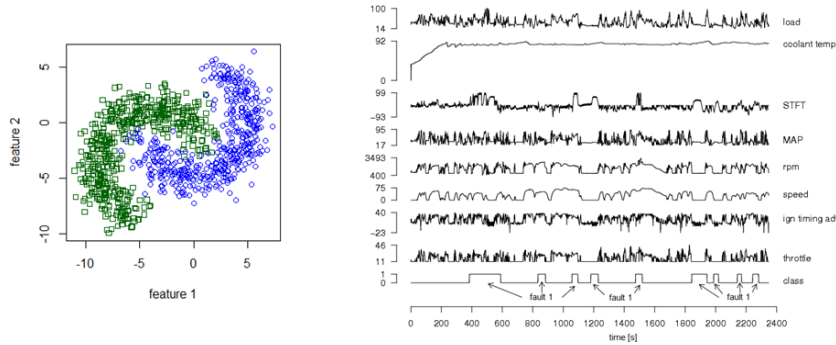 feature 2
5
0
-5
-10
-10 -5 0 5
feature 1
100
14
load
92
0
coolant temp
99
-93
STFT
95
17
MAP
3493
400
rpm
75
0
speed
40
-23
ign timing ad
46
11
throttle
1
0
class
fault 1 fault 1 fault 1
0 200 400 600 800 1000 1200 1400 1600 1800 2000 2200 2400
time [s]